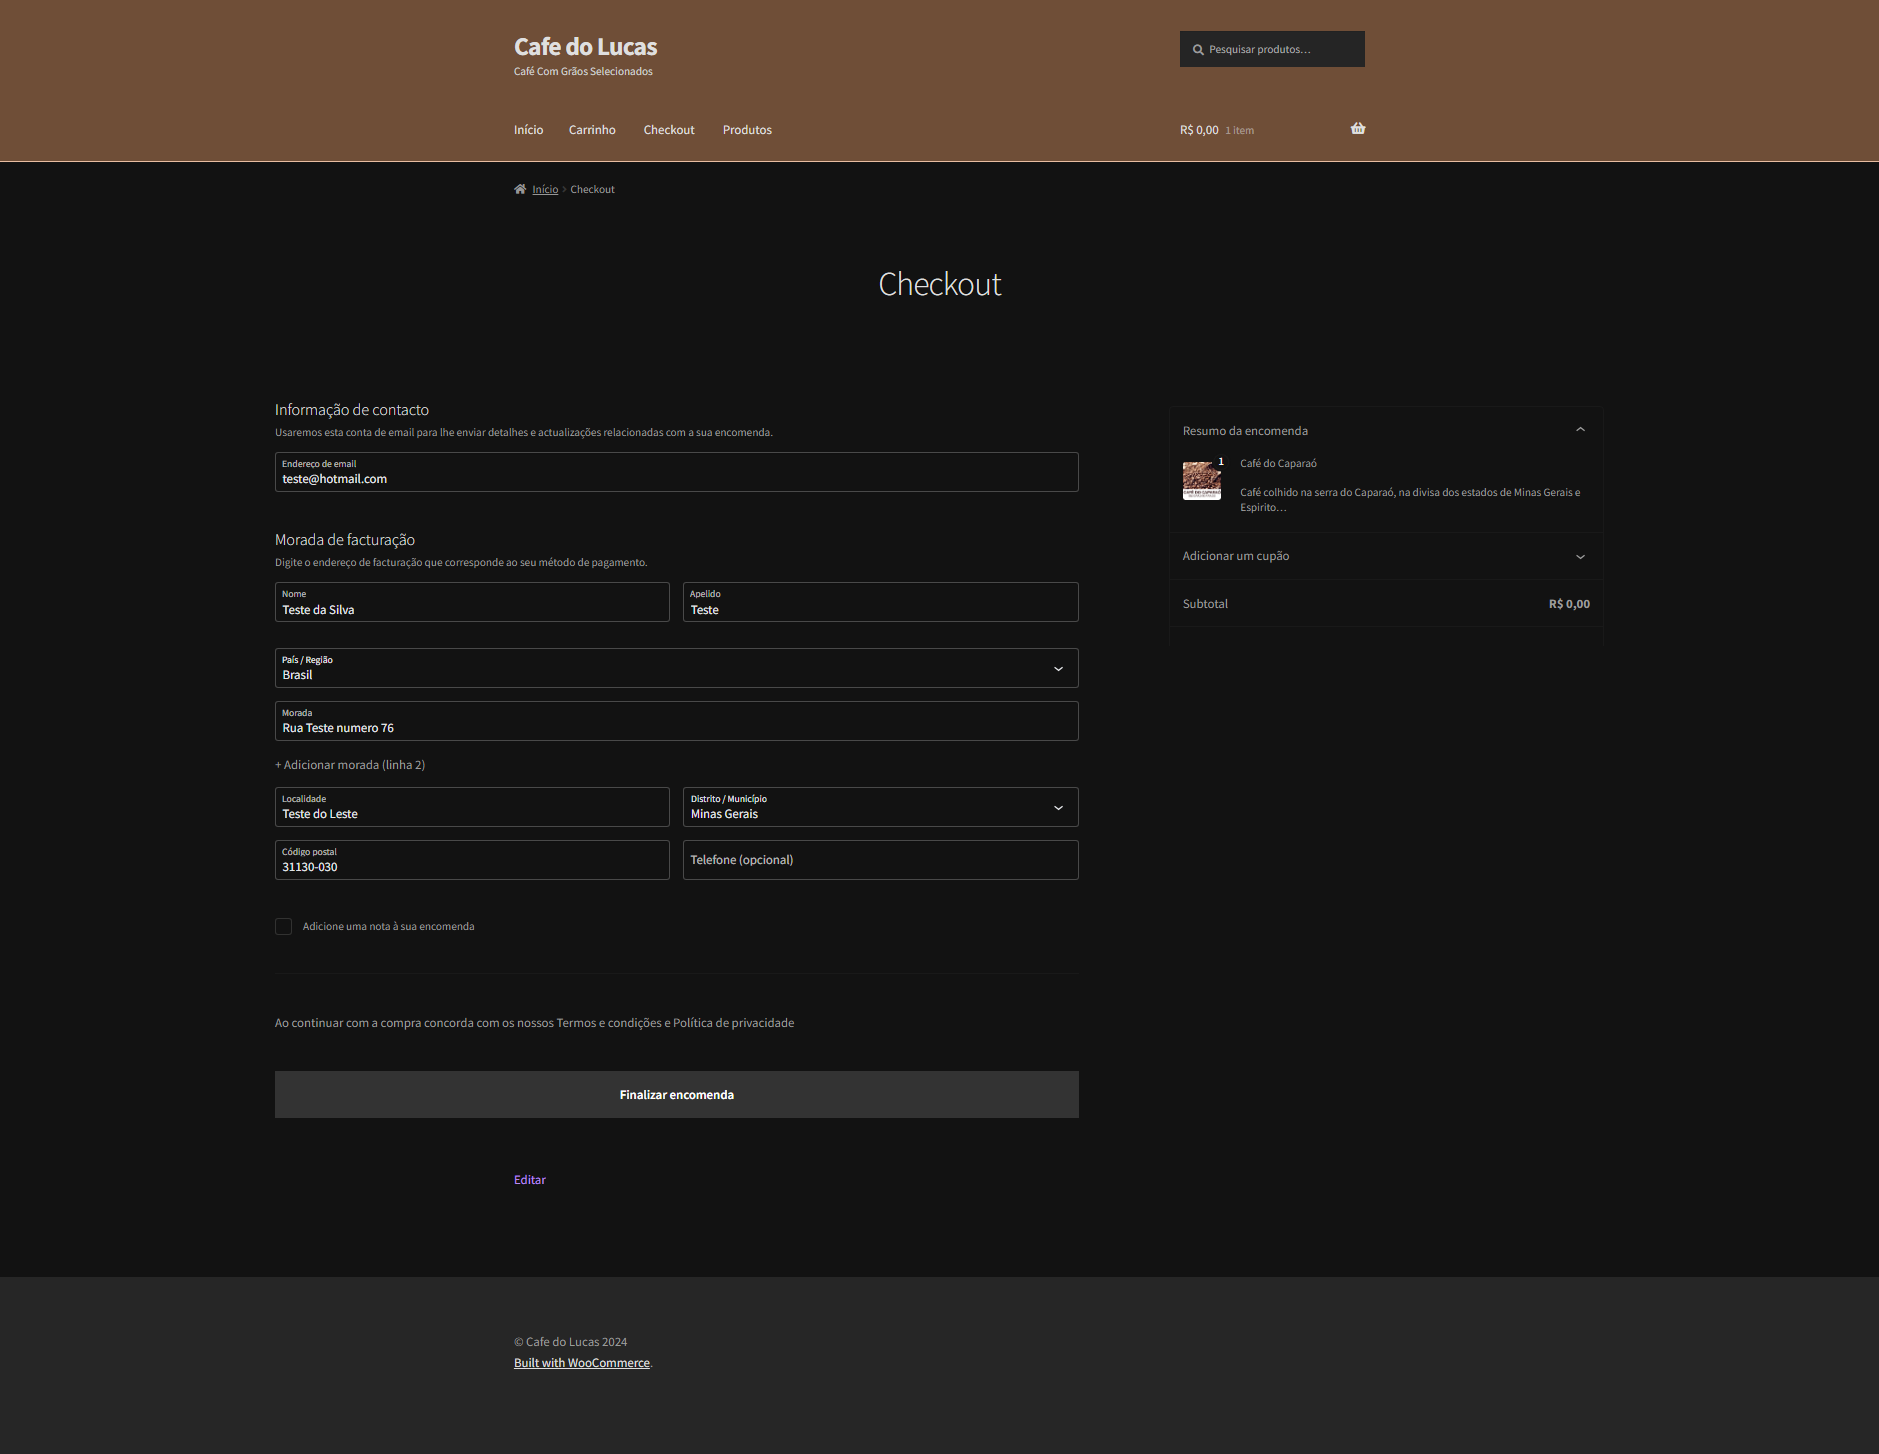 Cafe do Lucas
Café Com Grãos Selecionados
Pesquisar produtos…
Início
Carrinho
Checkout
Produtos
R$ 0,00 1 item
Início
Checkout
Checkout
Informação de contacto
Usaremos esta conta de email para lhe enviar detalhes e actualizações relacionadas com a sua encomenda.
Endereço de email
teste@hotmail.com
Morada de facturação
Digite o endereço de facturação que corresponde ao seu método de pagamento.
Nome
Teste da Silva
Apelido
Teste
País / Região
Brasil
Morada
Rua Teste numero 76
+ Adicionar morada (linha 2)
Localidade
Teste do Leste
Distrito / Município
Minas Gerais
Código postal
31130-030
Telefone (opcional)
Adicione uma nota à sua encomenda
Ao continuar com a compra concorda com os nossos Termos e condições e Política de privacidade
Finalizar encomenda
Editar
Resumo da encomenda
1
Café do Caparaó
Café colhido na serra do Caparaó, na divisa dos estados de Minas Gerais e
Espirito…
Adicionar um cupão
Subtotal
R$ 0,00
© Cafe do Lucas 2024
Built with WooCommerce.